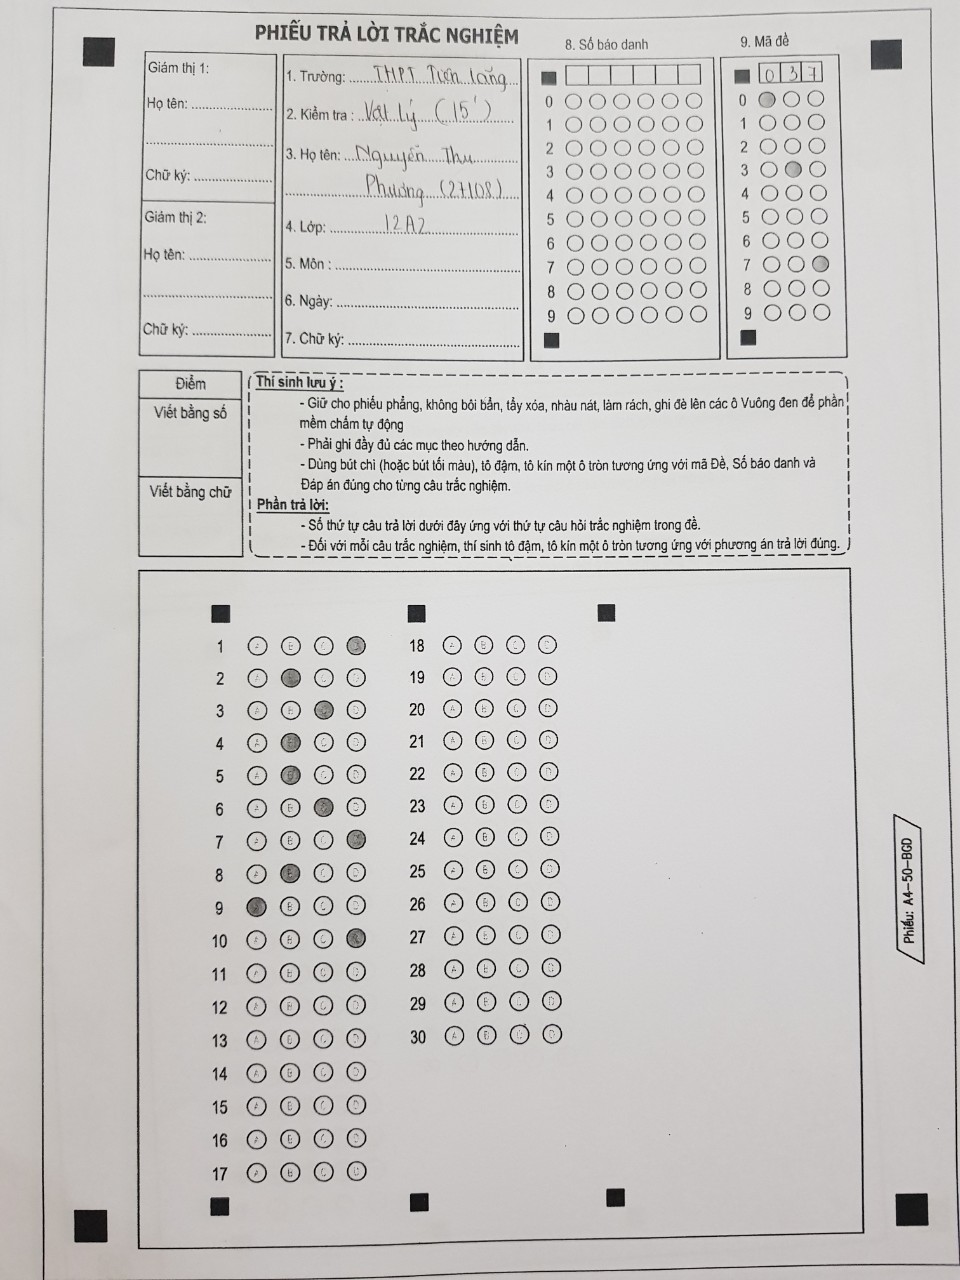 PHIẾU TRẢ LỜI TRẮC NGHIỆM
Giám thị 1:
Họ tên: ........................
Chữ ký: ........................
Giám thị 2:
Họ tên: ........................
Chữ ký: ........................
1. Trường: THPT Tiên Lãng
2. Kiểm tra : Vật Lý (15')
3. Họ tên: Nguyễn Thu
Phương (27108)
4. Lớp: 12A2
5. Môn :
6. Ngày:
7. Chữ ký:
8. Số báo danh
0
1
2
3
4
5
6
7
8
9
9. Mã đề
0 3 7
0
1
2
3
4
5
6
7
8
9
Điểm
Viết bằng số
Viết bằng chữ
Thí sinh lưu ý :
- Giữ cho phiếu phẳng, không bôi bẩn, tẩy xóa, nhàu nát, làm rách, ghi đè lên các ô Vuông đen để phần
mềm chấm tự động
- Phải ghi đầy đủ các mục theo hướng dẫn.
- Dùng bút chì (hoặc bút tối màu), tô đậm, tô kín một ô tròn tương ứng với mã Đề, Số báo danh và
Đáp án đúng cho từng câu trắc nghiệm.
Phần trả lời:
- Số thứ tự câu trả lời dưới đây ứng với thứ tự câu hỏi trắc nghiệm trong đề.
- Đối với mỗi câu trắc nghiệm, thí sinh tô đậm, tô kín một ô tròn tương ứng với phương án trả lời đúng.
1 A B C
2 A C D
3 A B D
4 A C D
5 A C D
6 A B D
7 A B C
8 A C D
9 B C D
10 A B C
11 A B C D
12 A B C D
13 A B C D
14 A B C D
15 A B C D
16 A B C D
17 A B C D
18 A B C D
19 A B C D
20 A B C D
21 A B C D
22 A B C D
23 A B C D
24 A B C D
25 A B C D
26 A B C D
27 A B C D
28 A B C D
29 A B C D
30 A B C D
Phiếu: A4-50-BGD